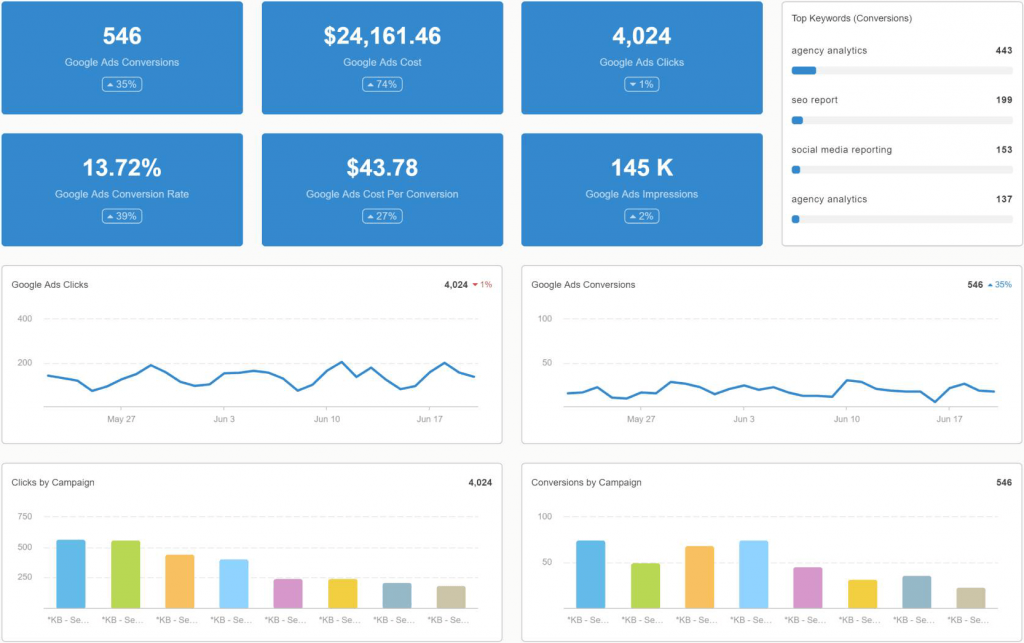 546
Google Ads Conversions
35%
$24,161.46
Google Ads Cost
74%
4,024
Google Ads Clicks
1%
13.72%
Google Ads Conversion Rate
39%
$43.78
Google Ads Cost Per Conversion
27%
145 K
Google Ads Impressions
2%
Top Keywords (Conversions)
agency analytics 443
seo report 199
social media reporting 153
agency analytics 137
Google Ads Clicks 4,024 1%
400
200
May 27 Jun 3 Jun 10 Jun 17
Google Ads Conversions 546 35%
100
50
May 27 Jun 3 Jun 10 Jun 17
Clicks by Campaign 4,024
750
500
250
*KB - Se... *KB - Se... *KB - Se... *KB - Se... *KB - Se... *KB - Se... *KB - Se... *KB - Se...
Conversions by Campaign 546
100
50
*KB - Se... *KB - Se... *KB - Se... *KB - Se... *KB - Se... *KB - Se... *KB - Se... *KB - Se...